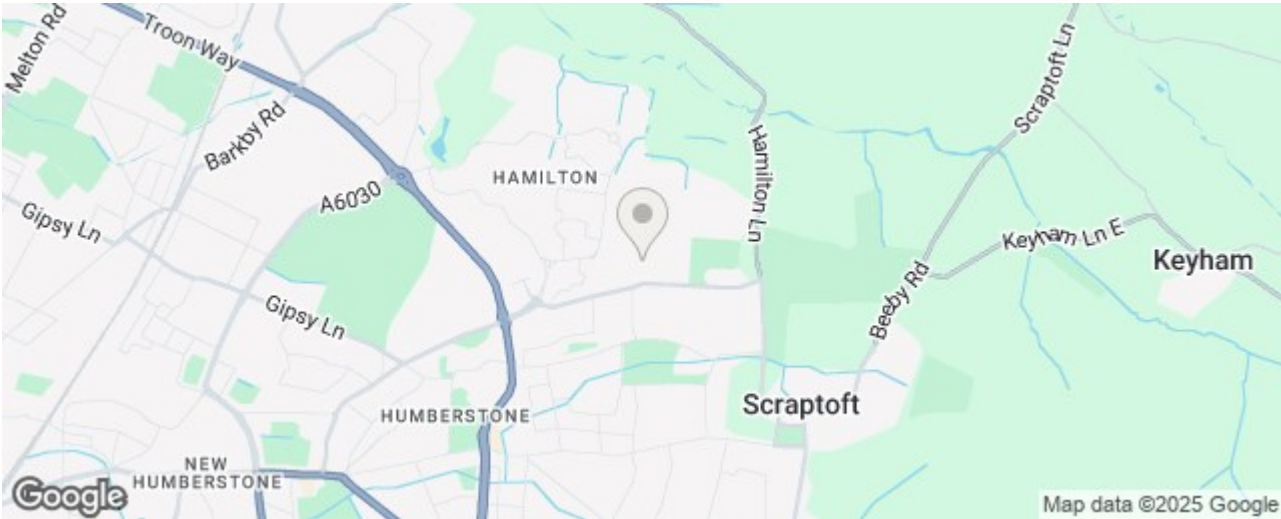 Melton Rd
Troon Way
Barkby Rd
A6030
Gipsy Ln
Gipsy Ln
HAMILTON
Hamilton Ln
Scraptoft Ln
Keyham Ln E
Keyham
Beeby Rd
Scraptoft
HUMBERSTONE
NEW
HUMBERSTONE
Google
Map data ©2025 Google